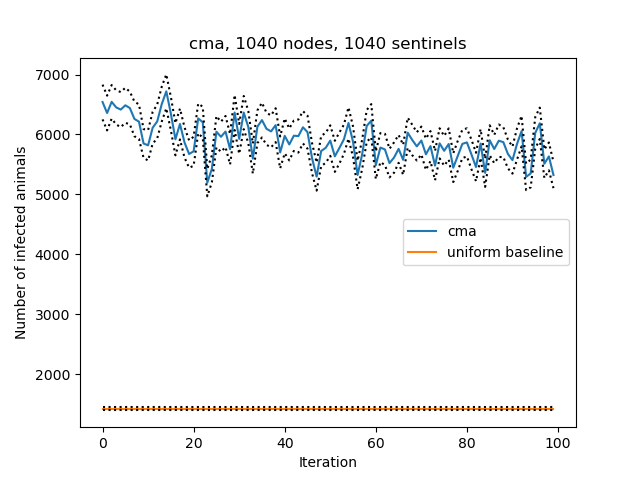 cma, 1040 nodes, 1040 sentinels
Number of infected animals
7000
6000
5000
4000
3000
2000
cma
uniform baseline
0
20
40
60
80
100
Iteration